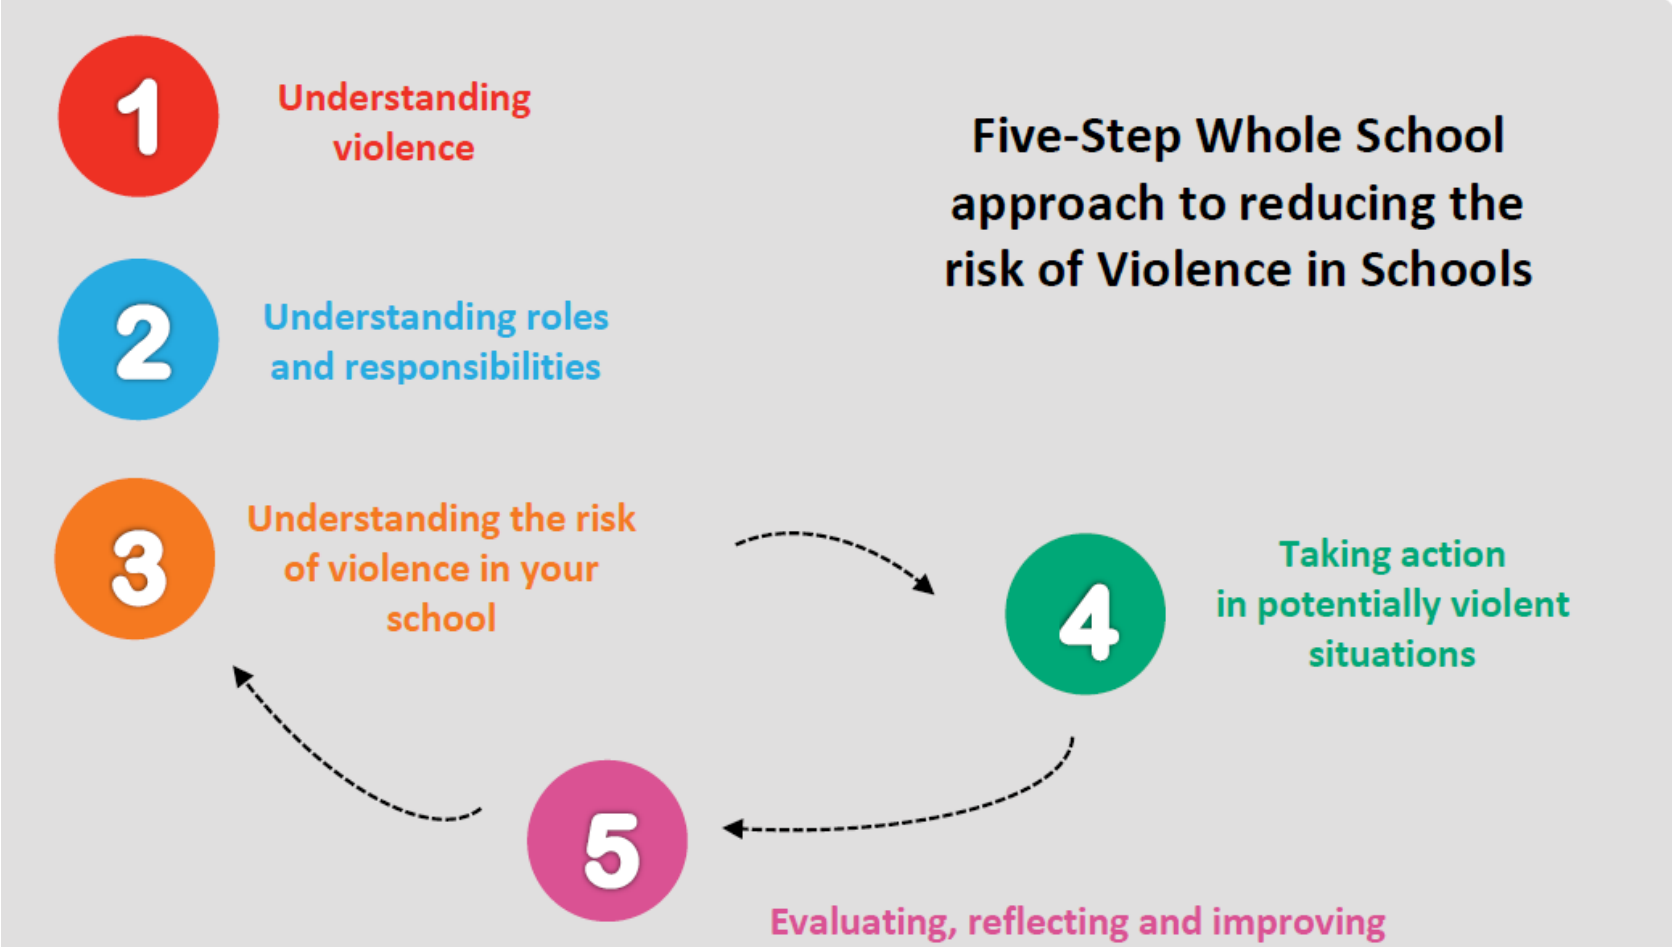 1
Understanding
violence
Five-Step Whole School
approach to reducing the
risk of Violence in Schools
2
Understanding roles
and responsibilities
3
Understanding the risk
of violence in your
school
4
Taking action
in potentially violent
situations
5
Evaluating, reflecting and improving